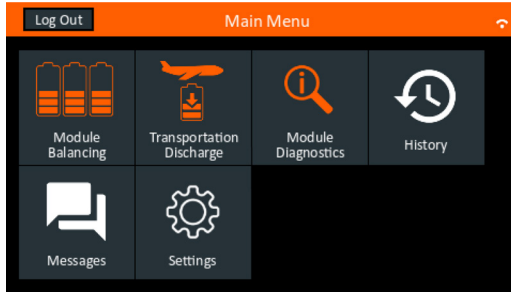 Log Out
Main Menu
Module
Balancing
Transportation
Discharge
Module
Diagnostics
History
Messages
Settings